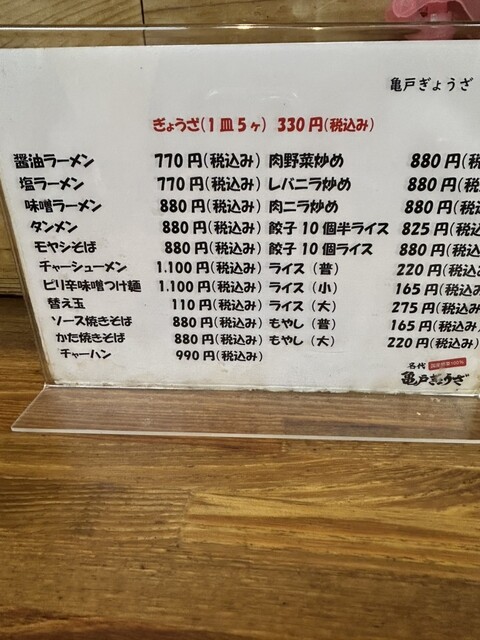 亀戸ぎょうざ
ぎょうざ(1皿5ヶ) 330円(税込み)
醤油ラーメン 770円(税込み) 肉野菜炒め 880円(税
塩ラーメン 770円(税込み) レバニラ炒め 880円(税
味噌ラーメン 880円(税込み) 肉ニラ炒め 880円(税込
タンメン 880円(税込み) 餃子10個半ライス 825円(税込
モヤシそば 880円(税込み) 餃子10個ライス 880円(税込
チャーシューメン 1.100円(税込み) ライス(普) 220円(税込み
ピリ辛味噌つけ麺 1.100円(税込み) ライス(小) 165円(税込み
替え玉 110円(税込み) ライス(大) 275円(税込み
ソース焼きそば 880円(税込み) もやし(普) 165円(税込み
かた焼きそば 880円(税込み) もやし(大) 220円(税込み)
チャーハン 990円(税込み)
名代
亀戸ぎょうざ